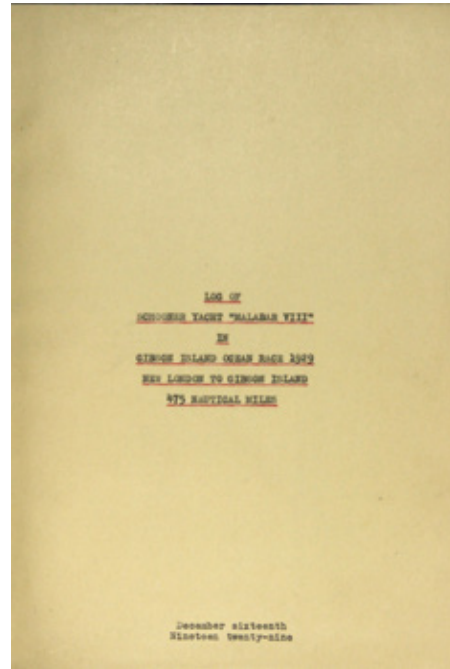 LOG OF
SCHOONER YACHT "MALABAR VIII"
IN
GIBSON ISLAND OCEAN RACE 1929
NEW LONDON TO GIBSON ISLAND
475 NAUTICAL MILES
December sixteenth
Nineteen twenty-nine